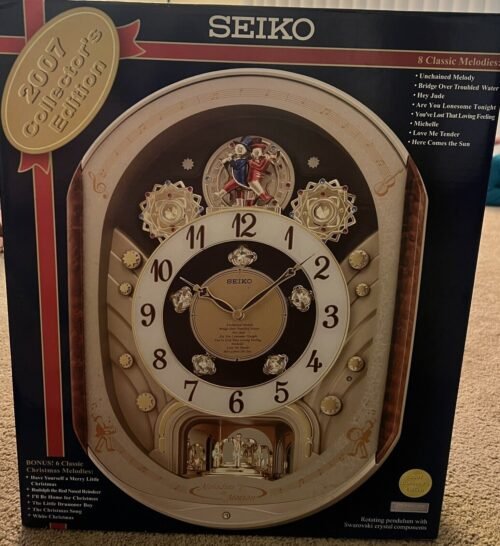 SEIKO
2007
Collector's
Edition
8 Classic Melodies:
• Unchained Melody
• Bridge Over Troubled Water
• Hey Jude
• Are You Lonesome Tonight
• You've Lost That Loving Feeling
• Michelle
• Love Me Tender
• Here Comes the Sun
12
1
2
3
4
5
6
7
8
9
10
11
SEIKO
BONUS! 6 Classic
Christmas Melodies:
• Have Yourself a Merry Little
Christmas
• Rudolph the Red Nosed Reindeer
• I'll Be Home for Christmas
• The Little Drummer Boy
• The Christmas Song
• White Christmas
Rotating pendulum with
Swarovski crystal components